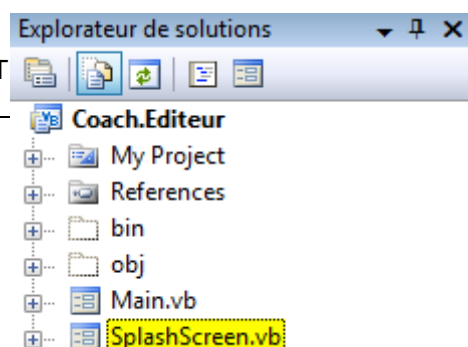 Explorateur de solutions
T
Coach.Editeur
My Project
References
bin
obj
Main.vb
SplashScreen.vb